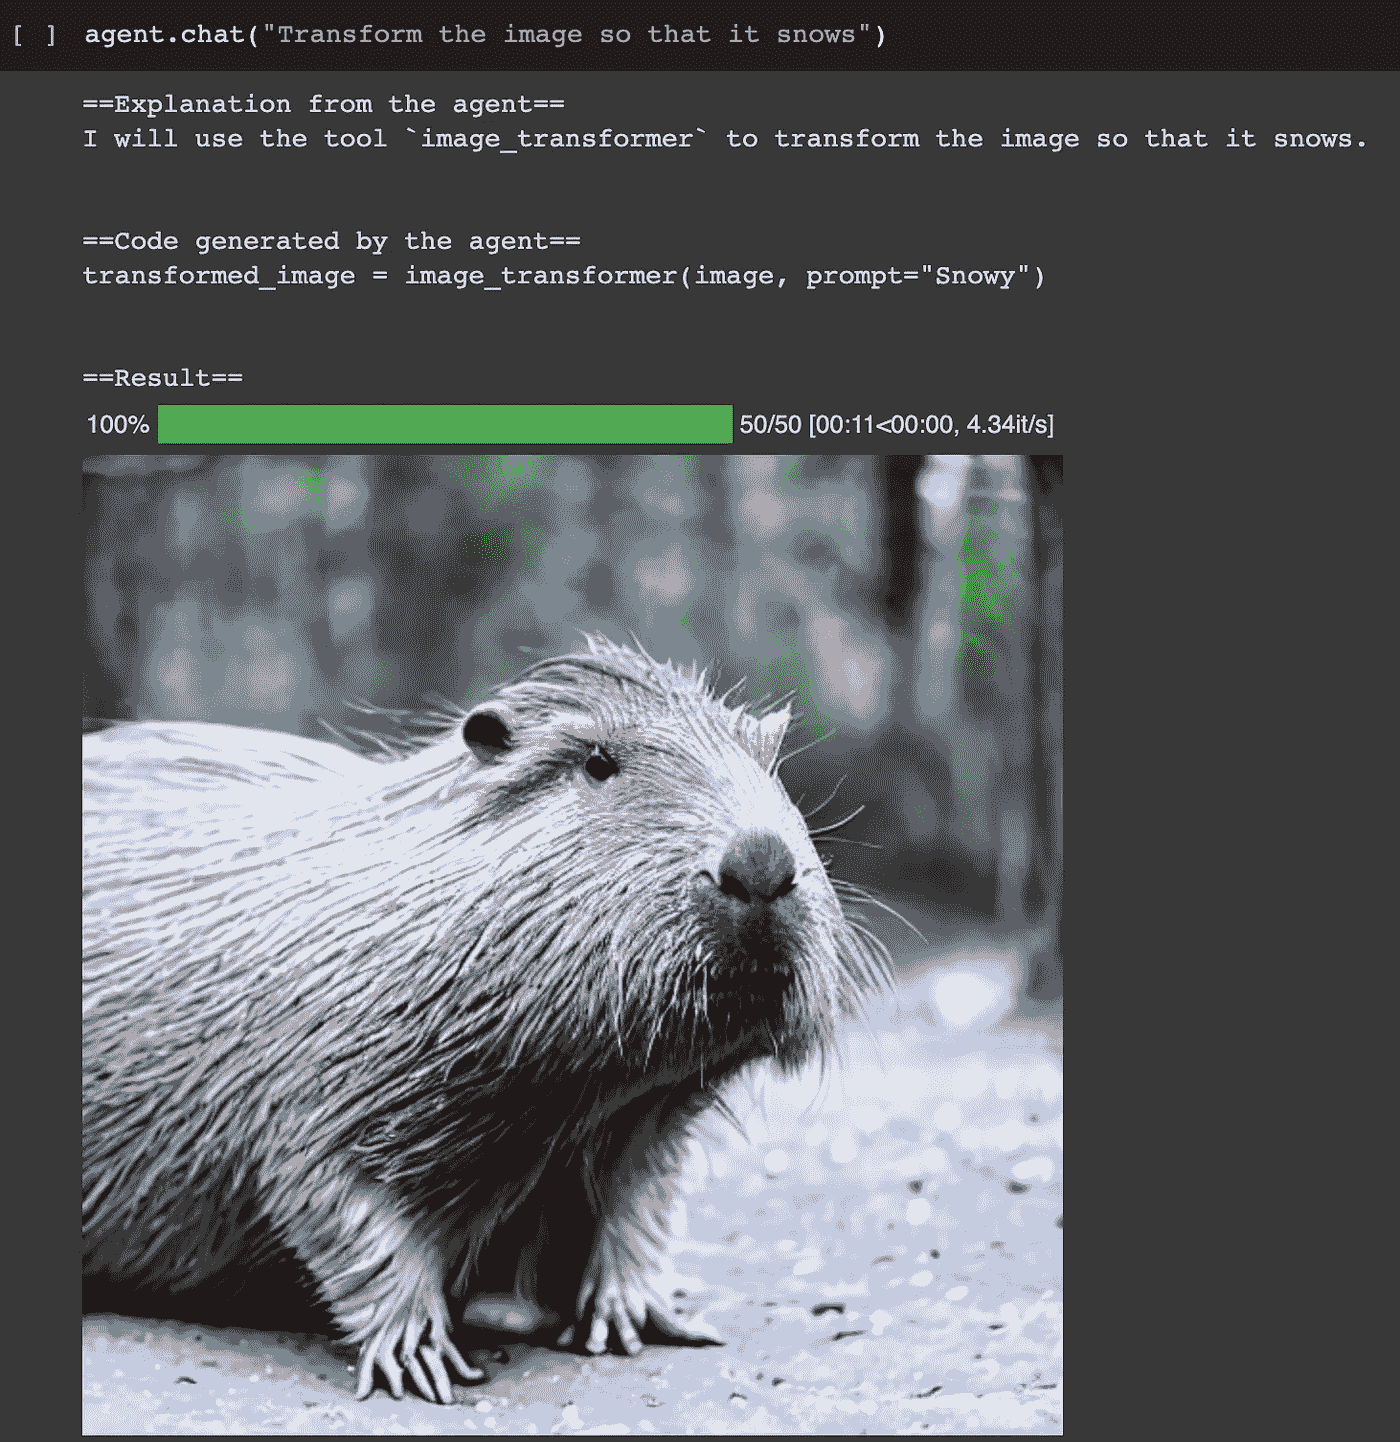 [ ] agent.chat("Transform the image so that it snows")
==Explanation from the agent==
I will use the tool `image_transformer` to transform the image so that it snows.
==Code generated by the agent==
transformed_image = image_transformer(image, prompt="Snowy")
==Result==
100% 50/50 [00:11<00:00, 4.34it/s]